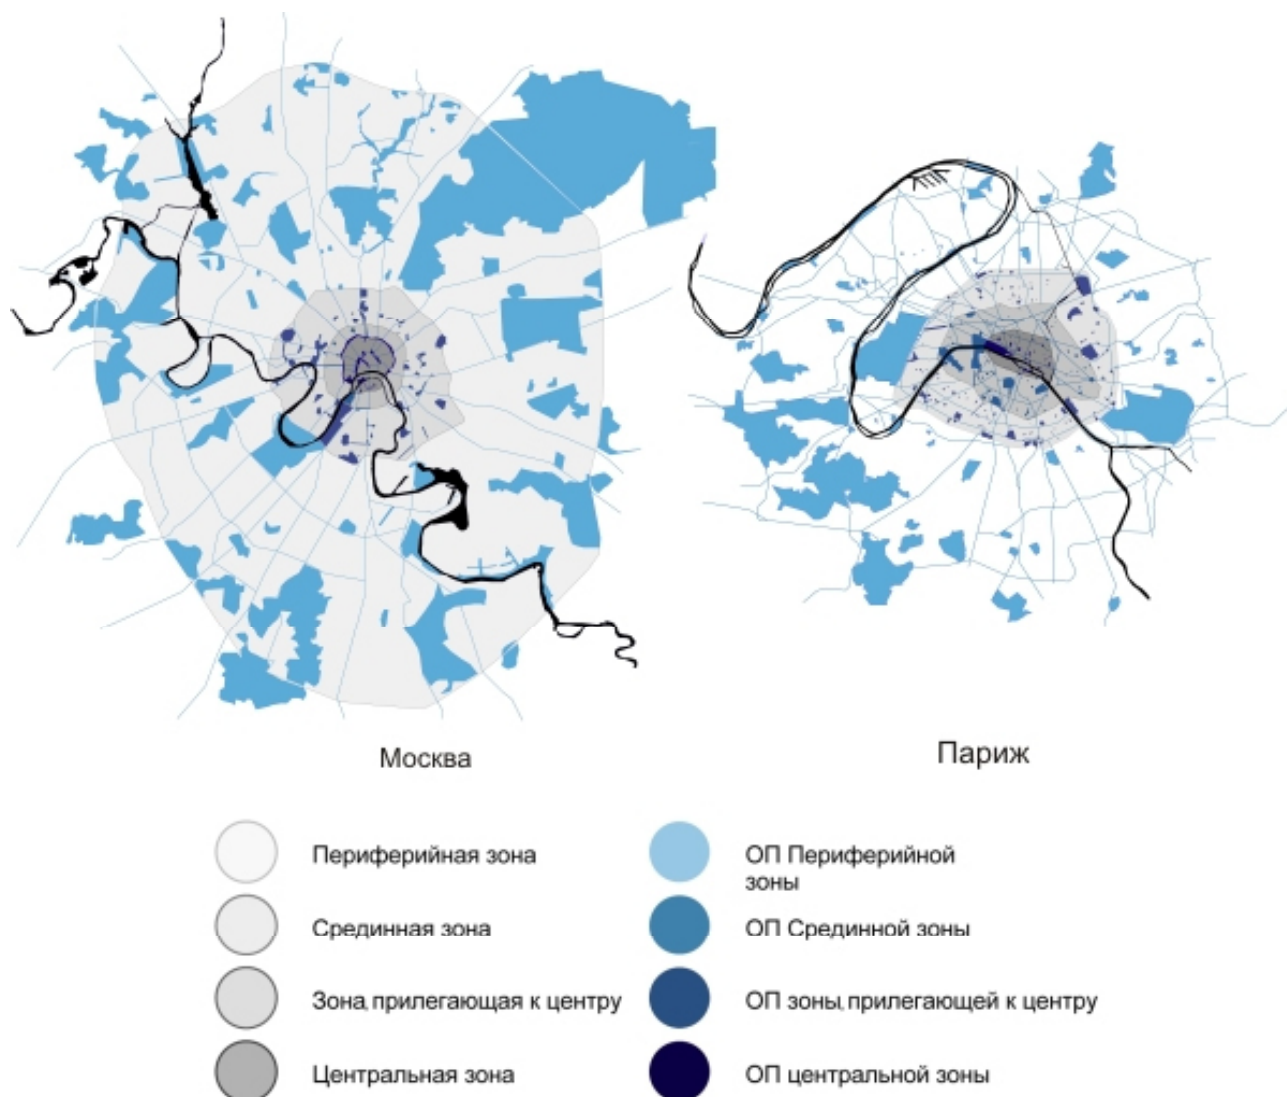 Москва
Париж
Периферийная зона
ОП Периферийной
зоны
Срединная зона
ОП Срединной зоны
Зона, прилегающая к центру
ОП зоны, прилегающей к центру
Центральная зона
ОП центральной зоны